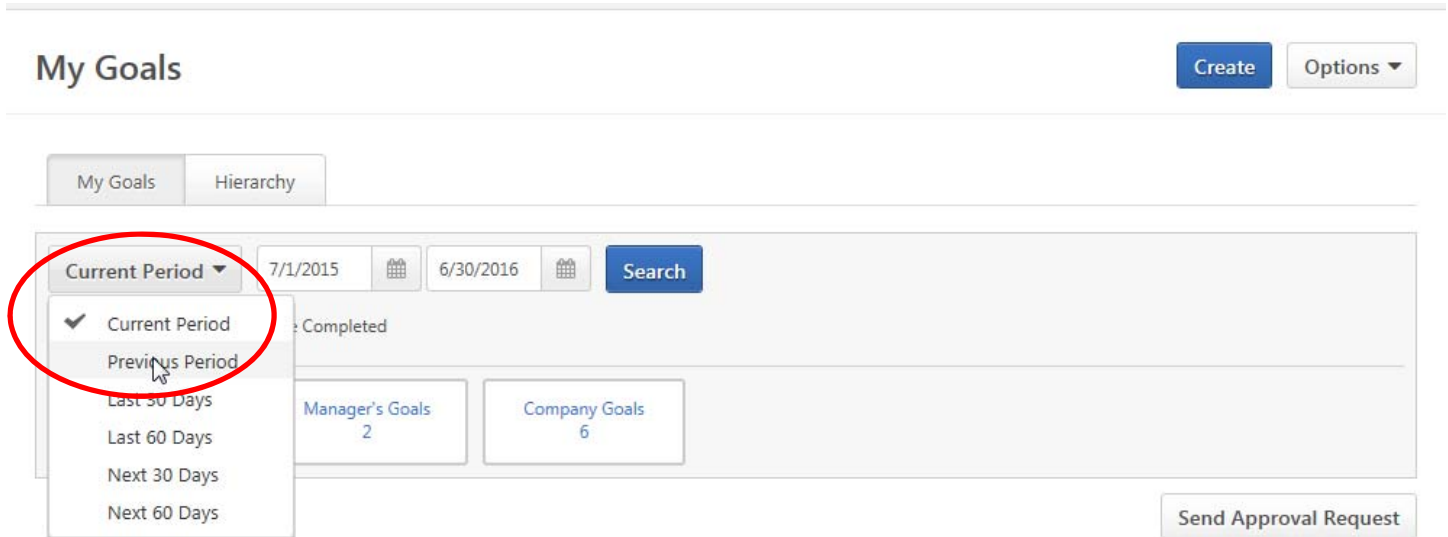 My Goals
Create
Options
My Goals
Hierarchy
Current Period
7/1/2015
6/30/2016
Search
Current Period
Completed
Previous Period
Last 30 Days
Manager's Goals
Company Goals
2
6
Last 60 Days
Next 30 Days
Next 60 Days
Send Approval Request